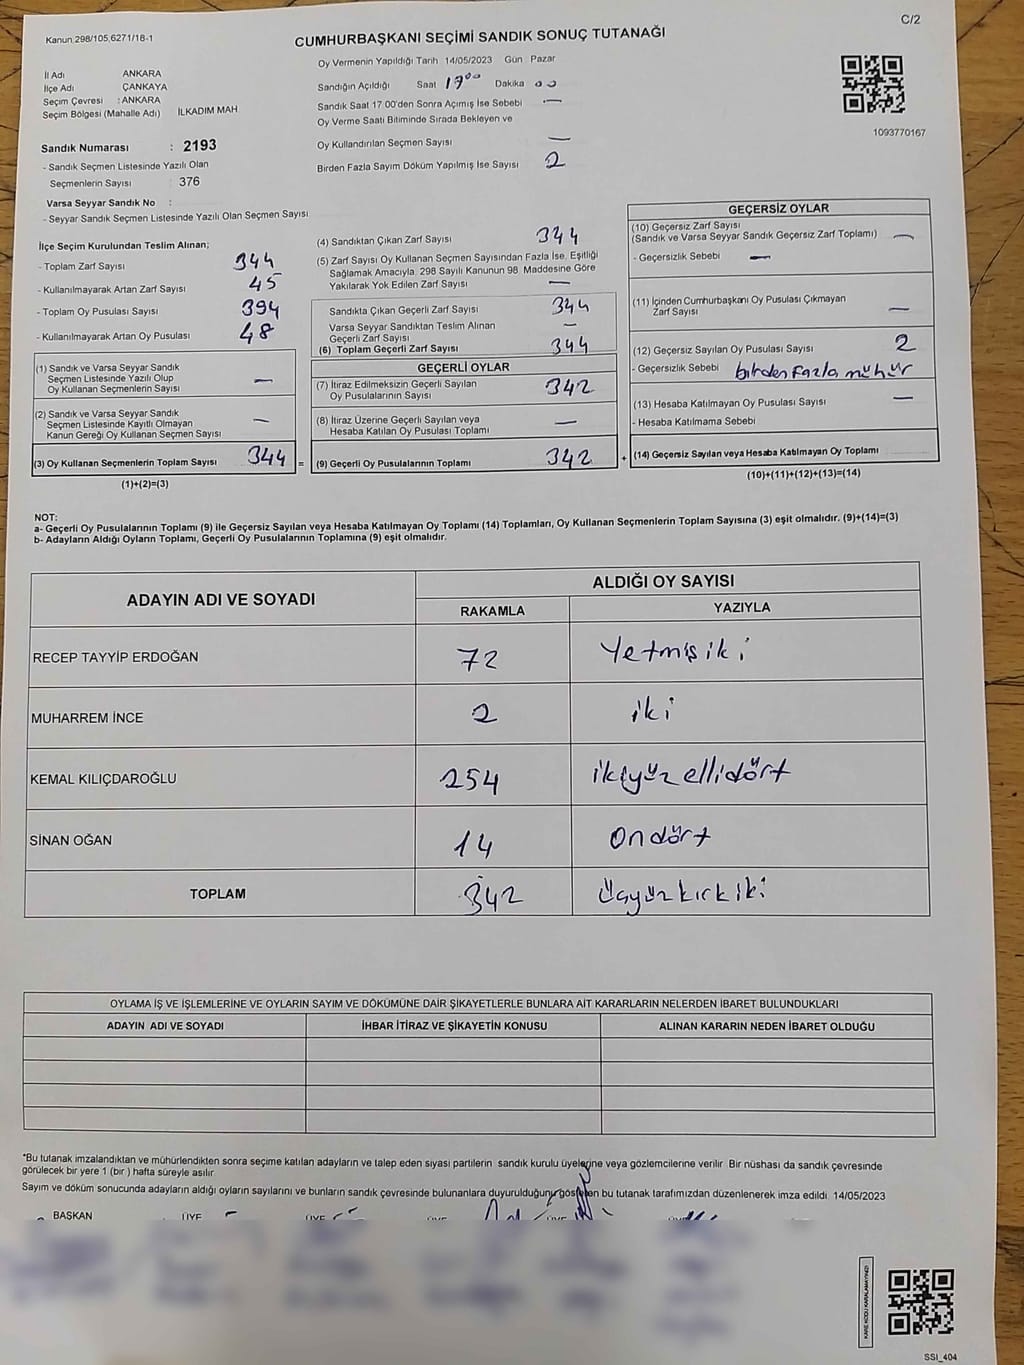 C/2
Kanun 298/105,6271/18-1
CUMHURBAŞKANI SEÇİMİ SANDIK SONUÇ TUTANAĞI
İl Adı ANKARA
İlçe Adı ÇANKAYA
Seçim Çevresi : ANKARA
Seçim Bölgesi (Mahalle Adı) İLKADIM MAH
Sandık Numarası : 2193
- Sandık Seçmen Listesinde Yazılı Olan
Seçmenlerin Sayısı : 376
Varsa Seyyar Sandık No :
- Seyyar Sandık Seçmen Listesinde Yazılı Olan Seçmen Sayısı
Oy Vermenin Yapıldığı Tarih 14/05/2023 Gün Pazar
Sandığın Açıldığı Saat 17⁰⁰ Dakika 00
Sandık Saat 17 00'den Sonra Açımış İse Sebebi —
Oy Verme Saati Bitiminde Sırada Bekleyen ve
Oy Kullandırılan Seçmen Sayısı —
Birden Fazla Sayım Döküm Yapılmış İse Sayısı 2
1093770167
İlçe Seçim Kurulundan Teslim Alınan;
- Toplam Zarf Sayısı 344
- Kullanılmayarak Artan Zarf Sayısı 45
- Toplam Oy Pusulası Sayısı 394
- Kullanılmayarak Artan Oy Pusulası 48
(1) Sandık ve Varsa Seyyar Sandık
Seçmen Listesinde Yazılı Olup
Oy Kullanan Seçmenlerin Sayısı —
(2) Sandık ve Varsa Seyyar Sandık
Seçmen Listesinde Kayıtlı Olmayan
Kanun Gereği Oy Kullanan Seçmen Sayısı —
(3) Oy Kullanan Seçmenlerin Toplam Sayısı 344 =
(1)+(2)=(3)
(4) Sandıktan Çıkan Zarf Sayısı 344
(5) Zarf Sayısı Oy Kullanan Seçmen Sayısından Fazla İse, Eşitliği
Sağlamak Amacıyla, 298 Sayılı Kanunun 98 Maddesine Göre
Yakılarak Yok Edilen Zarf Sayısı —
Sandıkta Çıkan Geçerli Zarf Sayısı 344
Varsa Seyyar Sandıktan Teslim Alınan
Geçerli Zarf Sayısı —
(6) Toplam Geçerli Zarf Sayısı 344
GEÇERLİ OYLAR
(7) İtiraz Edilmeksizin Geçerli Sayılan
Oy Pusulalarının Sayısı 342
(8) İtiraz Üzerine Geçerli Sayılan veya
Hesaba Katılan Oy Pusulası Toplamı —
(9) Geçerli Oy Pusulalarının Toplamı 342 +
GEÇERSİZ OYLAR
(10) Geçersiz Zarf Sayısı
(Sandık ve Varsa Seyyar Sandık Geçersiz Zarf Toplamı) —
- Geçersizlik Sebebi —
(11) İçinden Cumhurbaşkanı Oy Pusulası Çıkmayan
Zarf Sayısı —
(12) Geçersiz Sayılan Oy Pusulası Sayısı 2
- Geçersizlik Sebebi birden fazla mühür
(13) Hesaba Katılmayan Oy Pusulası Sayısı —
- Hesaba Katılmama Sebebi
(14) Geçersiz Sayılan veya Hesaba Katılmayan Oy Toplamı
(10)+(11)+(12)+(13)=(14)
NOT:
a- Geçerli Oy Pusulalarının Toplamı (9) ile Geçersiz Sayılan veya Hesaba Katılmayan Oy Toplamı (14) Toplamları, Oy Kullanan Seçmenlerin Toplam Sayısına (3) eşit olmalıdır. (9)+(14)=(3)
b- Adayların Aldığı Oyların Toplamı, Geçerli Oy Pusulalarının Toplamına (9) eşit olmalıdır.
ADAYIN ADI VE SOYADI ALDIĞI OY SAYISI
RAKAMLA YAZIYLA
RECEP TAYYİP ERDOĞAN 72 Yetmişiki
MUHARREM İNCE 2 iki
KEMAL KILIÇDAROĞLU 254 ikiyüzellidört
SİNAN OĞAN 14 Ondört
TOPLAM 342 Üçyüzkırkiki
OYLAMA İŞ VE İŞLEMLERİNE VE OYLARIN SAYIM VE DÖKÜMÜNE DAİR ŞİKAYETLERLE BUNLARA AİT KARARLARIN NELERDEN İBARET BULUNDUKLARI
ADAYIN ADI VE SOYADI İHBAR İTİRAZ VE ŞİKAYETİN KONUSU ALINAN KARARIN NEDEN İBARET OLDUĞU
*Bu tutanak imzalandıktan ve mühürlendikten sonra seçime katılan adayların ve talep eden siyasi partilerin sandık kurulu üyelerine veya gözlemcilerine verilir Bir nüshası da sandık çevresinde
görülecek bir yere 1 (bir ) hafta süreyle asılır
Sayım ve döküm sonucunda adayların aldığı oyların sayılarını ve bunların sandık çevresinde bulunanlara duyurulduğunu gösteren bu tutanak tarafımızdan düzenlenerek imza edildi 14/05/2023
BAŞKAN ÜYE ÜYE ÜYE ÜYE ÜYE
KARE KODU KARALAMAYINIZ!
SSI_404